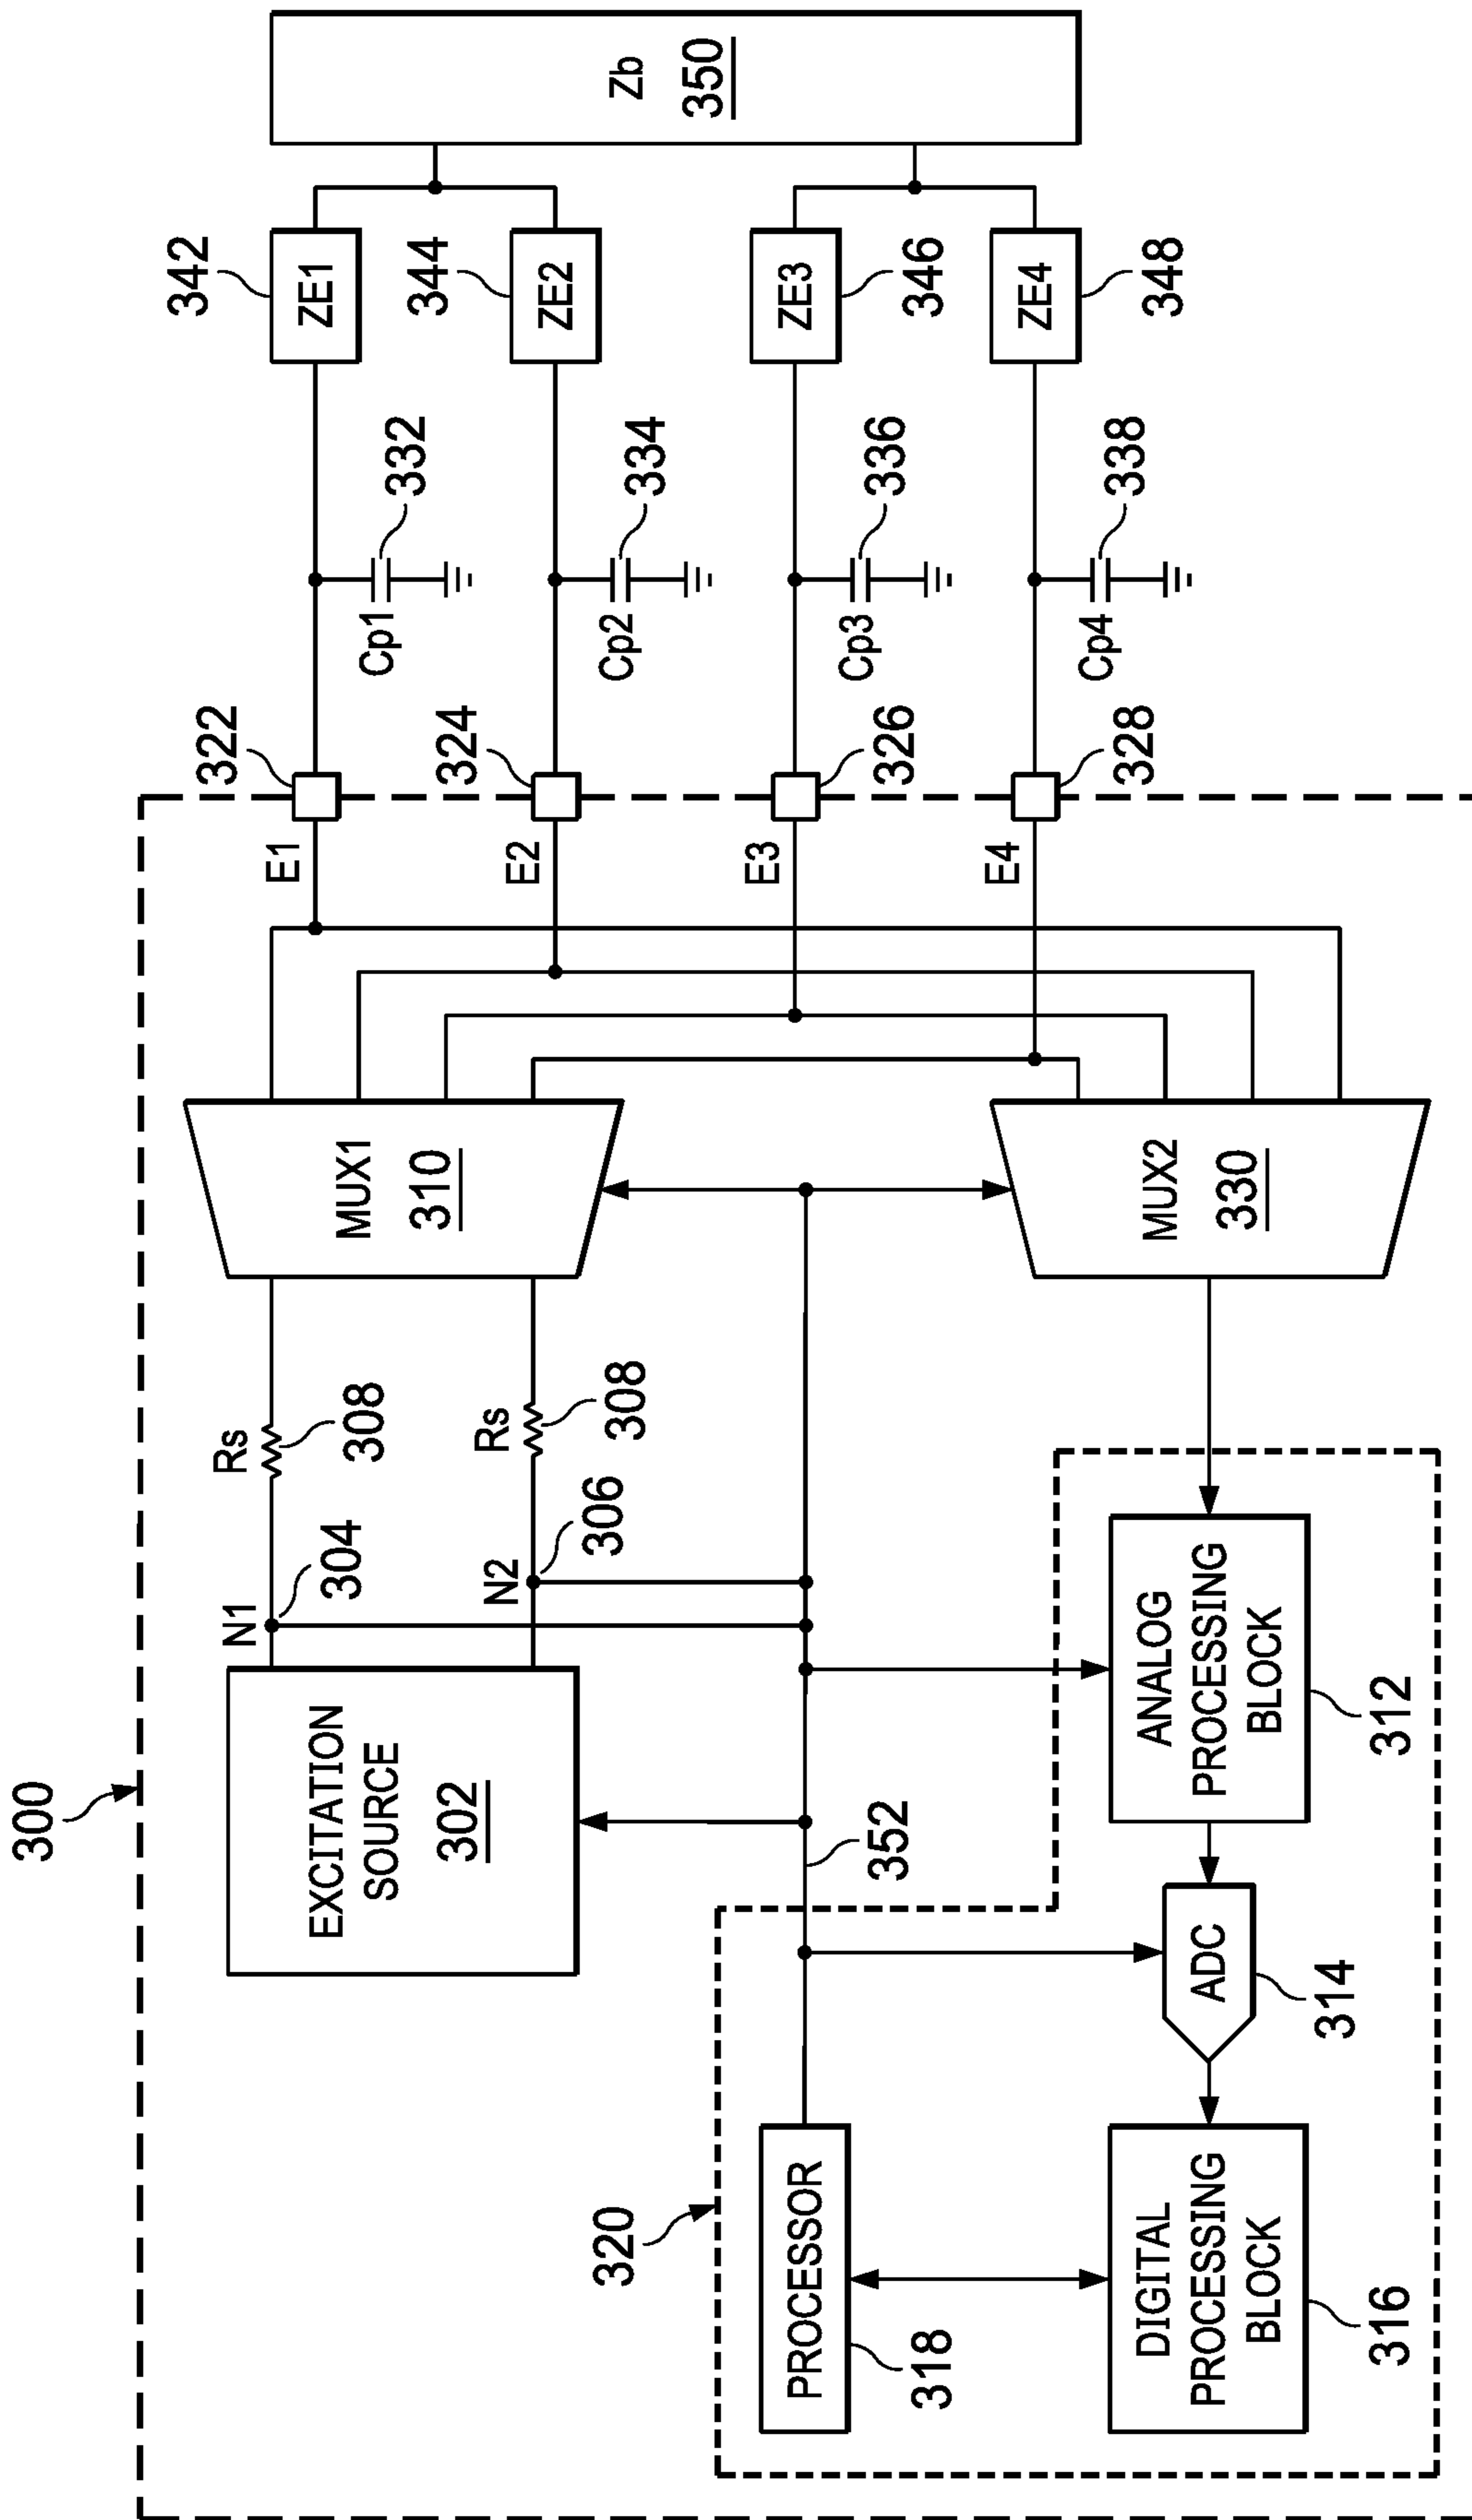 300
EXCITATION
SOURCE
302
N1
304
N2
306
Rs
308
Rs
308
MUX1
310
E1
322
E2
324
E3
326
E4
328
Cp1
332
Cp2
334
Cp3
336
Cp4
338
342
ZE1
344
ZE2
ZE3
346
ZE4
348
Zb
350
320
PROCESSOR
318
352
DIGITAL
PROCESSING
BLOCK
316
ADC
314
ANALOG
PROCESSING
BLOCK
312
MUX2
330